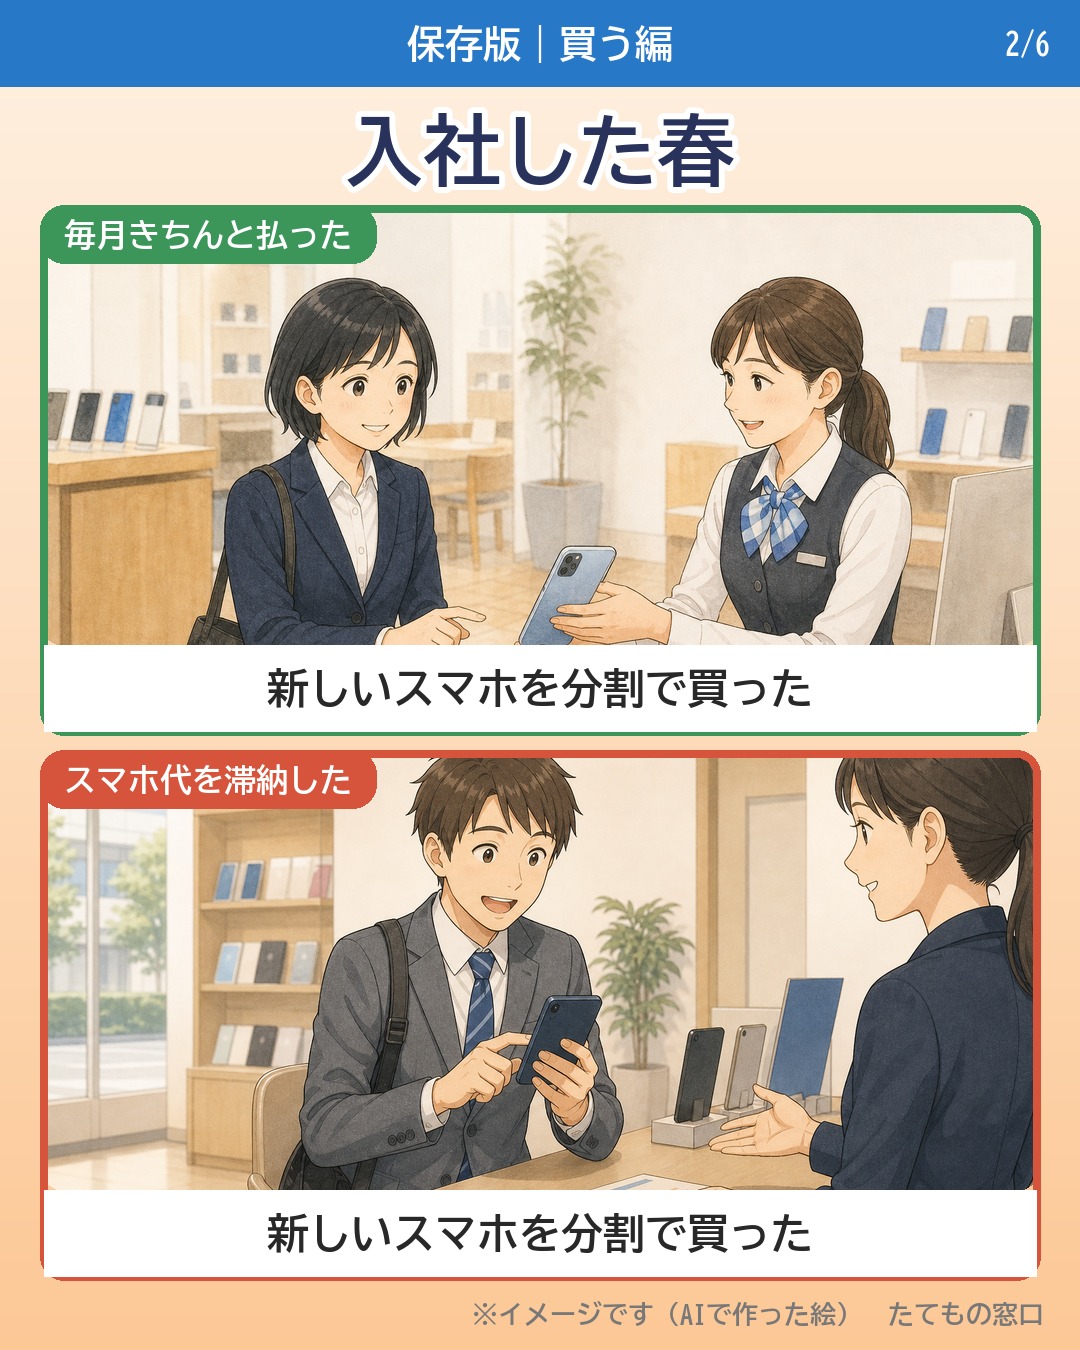 保存版｜買う編
2/6
入社した春
毎月きちんと払った
新しいスマホを分割で買った
スマホ代を滞納した
新しいスマホを分割で買った
※イメージです（AIで作った絵）　たてもの窓口